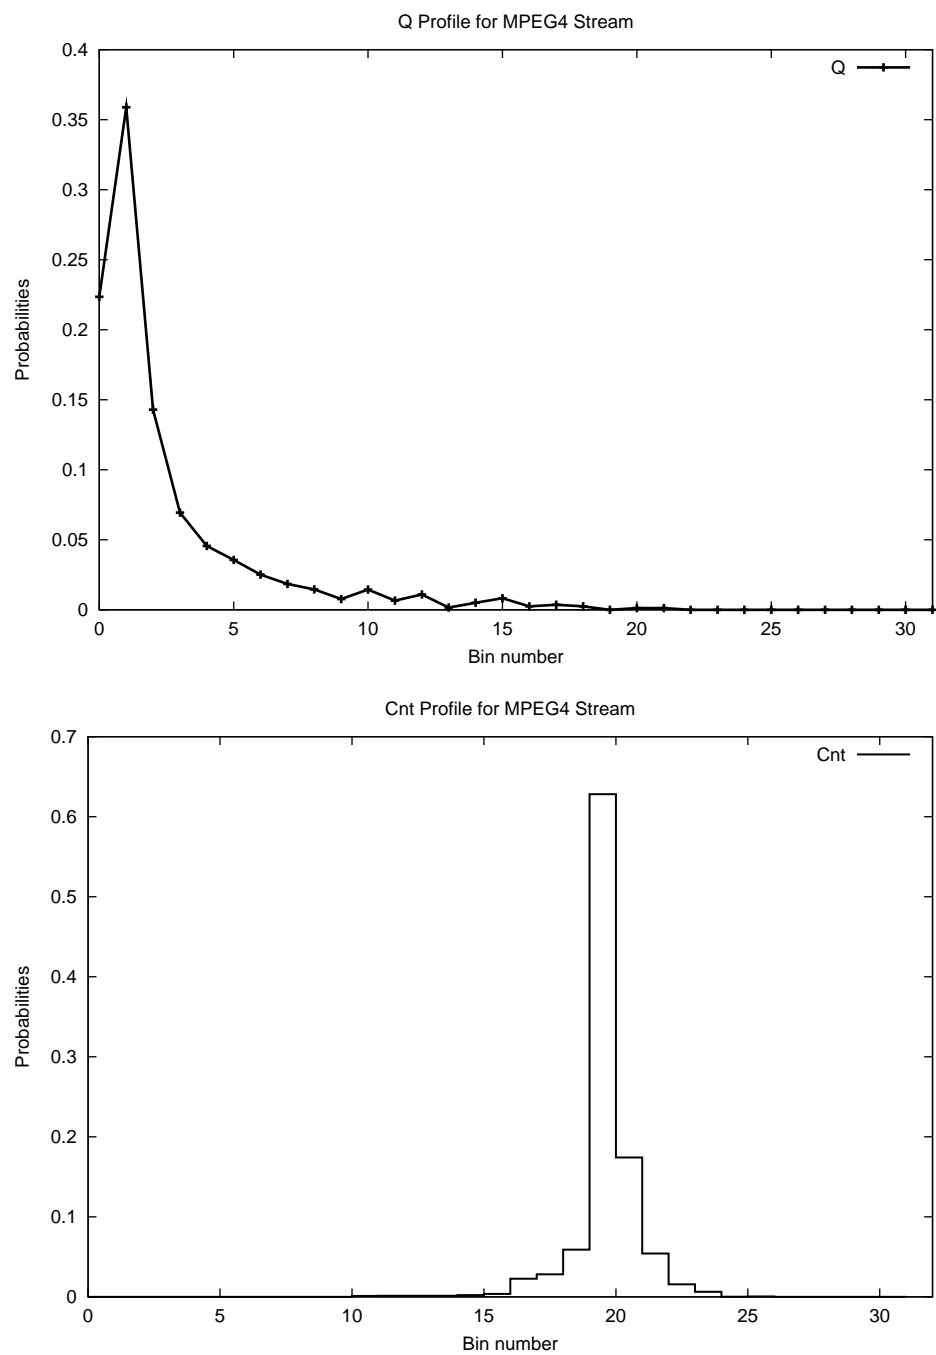 Q Profile for MPEG4 Stream
0.4
Q
0.35
0.3
0.25
Probabilities
0.2
0.15
0.1
0.05
0
0 5 10 15 20 25 30
Bin number
Cnt Profile for MPEG4 Stream
0.7
Cnt
0.6
0.5
0.4
Probabilities
0.3
0.2
0.1
0
0 5 10 15 20 25 30
Bin number